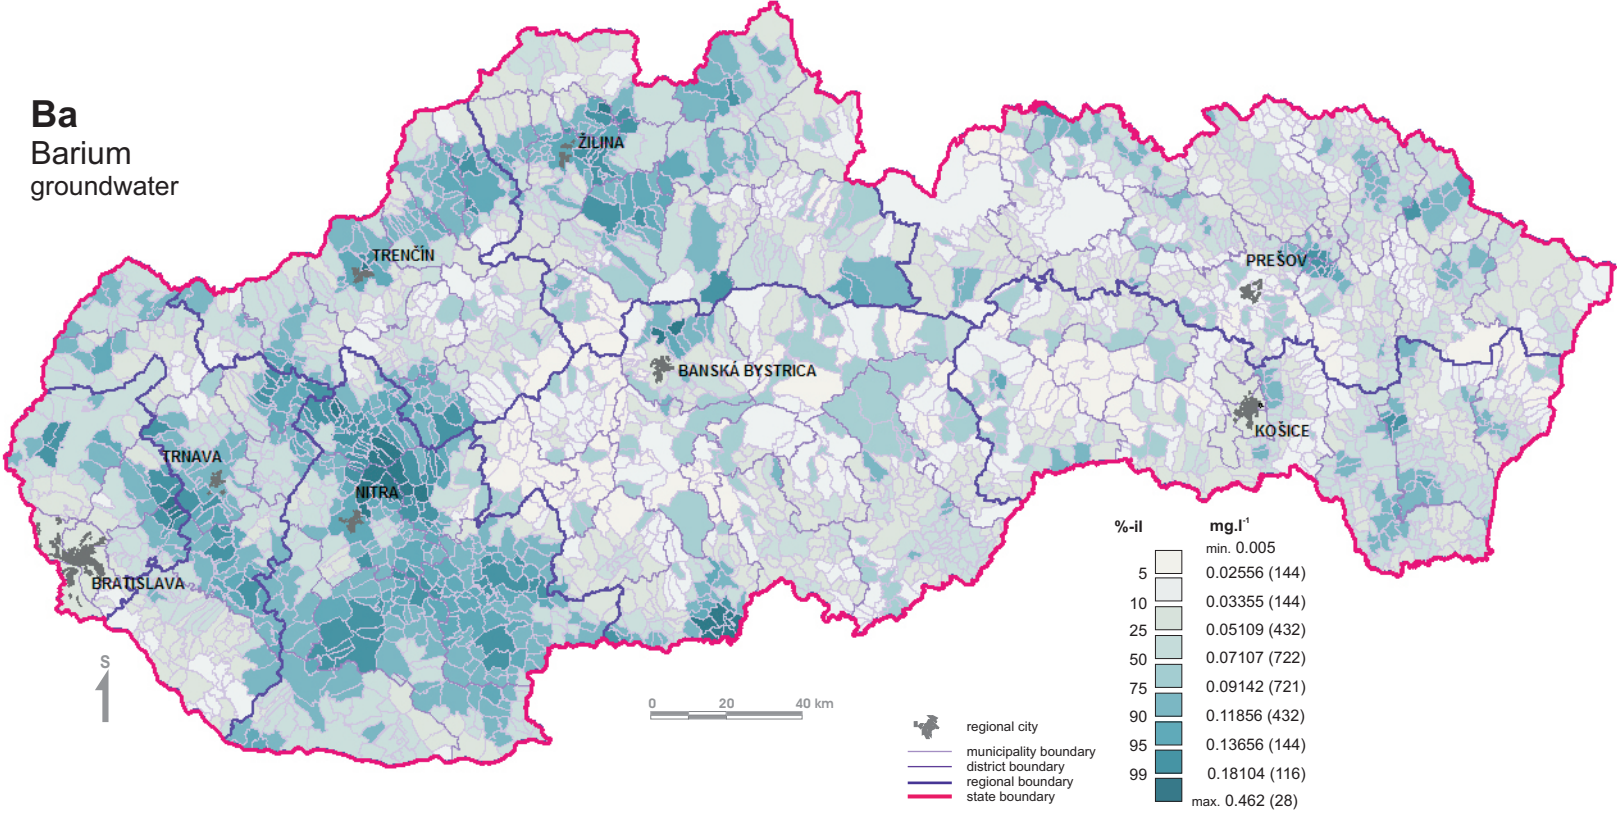 Ba
Barium
groundwater
ŽILINA
TRENČÍN
PREŠOV
BANSKÁ BYSTRICA
KOŠICE
TRNAVA
NITRA
BRATISLAVA
S
0 20 40 km
regional city
municipality boundary
district boundary
regional boundary
state boundary
%-il mg.l⁻¹
min. 0.005
5 0.02556 (144)
10 0.03355 (144)
25 0.05109 (432)
50 0.07107 (722)
75 0.09142 (721)
90 0.11856 (432)
95 0.13656 (144)
99 0.18104 (116)
max. 0.462 (28)